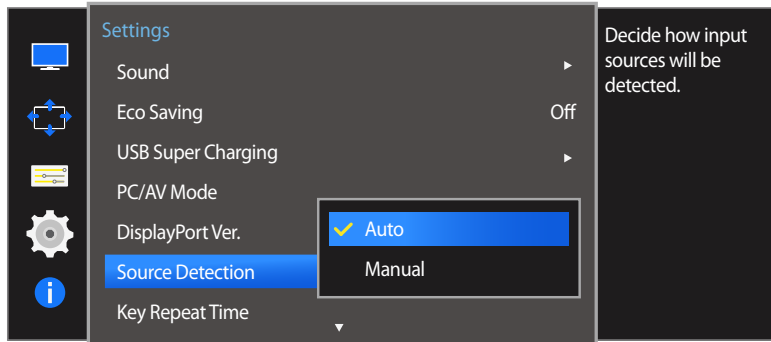 Settings
Sound
Eco Saving Off
USB Super Charging
PC/AV Mode
DisplayPort Ver.
Auto
Source Detection
Manual
Key Repeat Time
Decide how input
sources will be
detected.